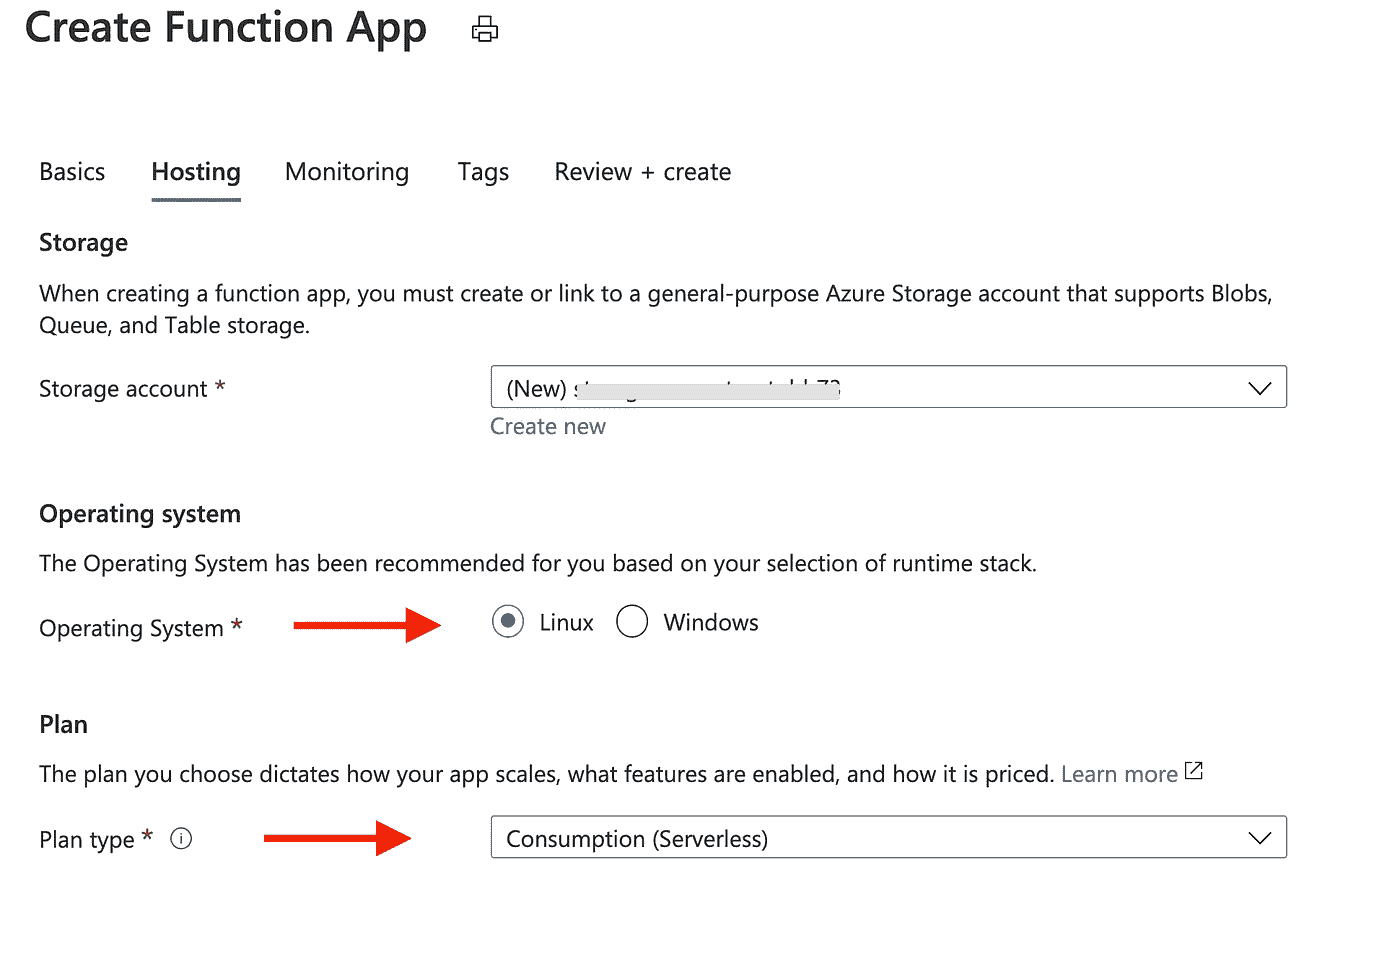 Create Function App
Basics Hosting Monitoring Tags Review + create
Storage
When creating a function app, you must create or link to a general-purpose Azure Storage account that supports Blobs,
Queue, and Table storage.
Storage account *
(New)
Create new
Operating system
The Operating System has been recommended for you based on your selection of runtime stack.
Operating System * Linux Windows
Plan
The plan you choose dictates how your app scales, what features are enabled, and how it is priced. Learn more
Plan type * Consumption (Serverless)